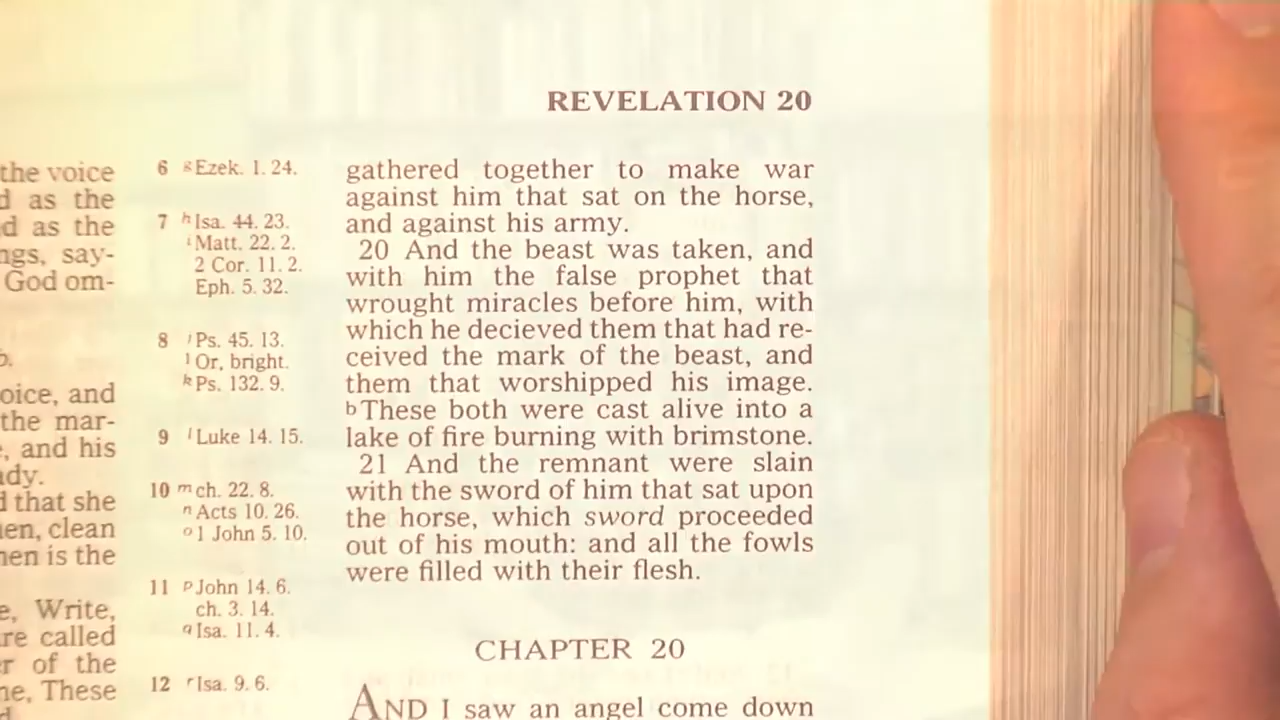 REVELATION 20
the voice
d as the
d as the
ngs, say-
God om-
b.
oice, and
the mar-
, and his
ady.
d that she
en, clean
nen is the
e, Write,
re called
r of the
ne, These
6 g Ezek. 1. 24.
7 h Isa. 44. 23.
i Matt. 22. 2.
2 Cor. 11. 2.
Eph. 5. 32.
8 j Ps. 45. 13.
1 Or, bright.
k Ps. 132. 9.
9 l Luke 14. 15.
10 m ch. 22. 8.
n Acts 10. 26.
o 1 John 5. 10.
11 p John 14. 6.
ch. 3. 14.
q Isa. 11. 4.
12 r Isa. 9. 6.
gathered together to make war
against him that sat on the horse,
and against his army.
20 And the beast was taken, and
with him the false prophet that
wrought miracles before him, with
which he decieved them that had re-
ceived the mark of the beast, and
them that worshipped his image.
b These both were cast alive into a
lake of fire burning with brimstone.
21 And the remnant were slain
with the sword of him that sat upon
the horse, which sword proceeded
out of his mouth: and all the fowls
were filled with their flesh.
CHAPTER 20
AND I saw an angel come down